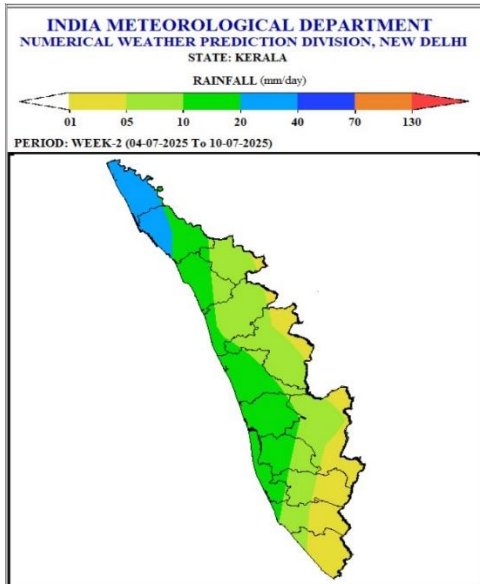 INDIA METEOROLOGICAL DEPARTMENT
NUMERICAL WEATHER PREDICTION DIVISION, NEW DELHI
STATE: KERALA
RAINFALL (mm/day)
01 05 10 20 40 70 130
PERIOD: WEEK-2 (04-07-2025 To 10-07-2025)